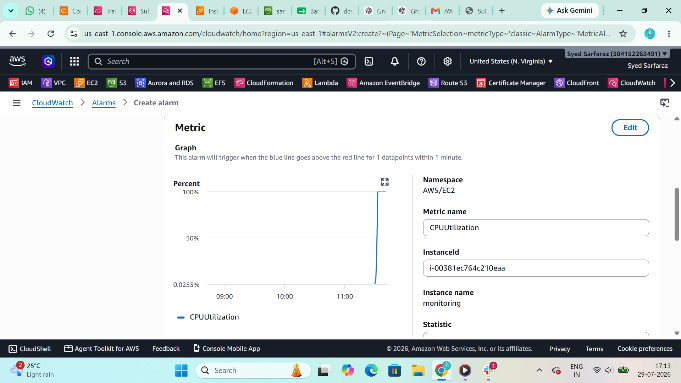 us-east-1.console.aws.amazon.com/cloudwatch/home?region=us-east-1#alarmsV2:create?~(Page~'MetricSelection~metricType~'classic~AlarmType~'MetricAl...
Ask Gemini
aws
Search
[Alt+S]
United States (N. Virginia)
Syed Sarfaraz (304152263491)
Syed Sarfaraz
IAM
VPC
EC2
S3
Aurora and RDS
EFS
CloudFormation
Lambda
Amazon EventBridge
Route 53
Certificate Manager
CloudFront
CloudWatch
CloudWatch
Alarms
Create alarm
Metric
Edit
Graph
This alarm will trigger when the blue line goes above the red line for 1 datapoints within 1 minute.
Percent
100%
50%
0.0253%
09:00
10:00
11:00
CPUUtilization
Namespace
AWS/EC2
Metric name
CPUUtilization
InstanceId
i-00381ec764c210eaa
Instance name
monitoring
Statistic
CloudShell
Agent Toolkit for AWS
Feedback
Console Mobile App
© 2026, Amazon Web Services, Inc. or its affiliates.
Privacy
Terms
Cookie preferences
2
25°C
Light rain
Search
1
ENG
IN
17:13
29-07-2026